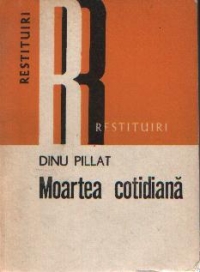 RESTITUIRI
R
RESTITUIRI
DINU PILLAT
Moartea cotidiană